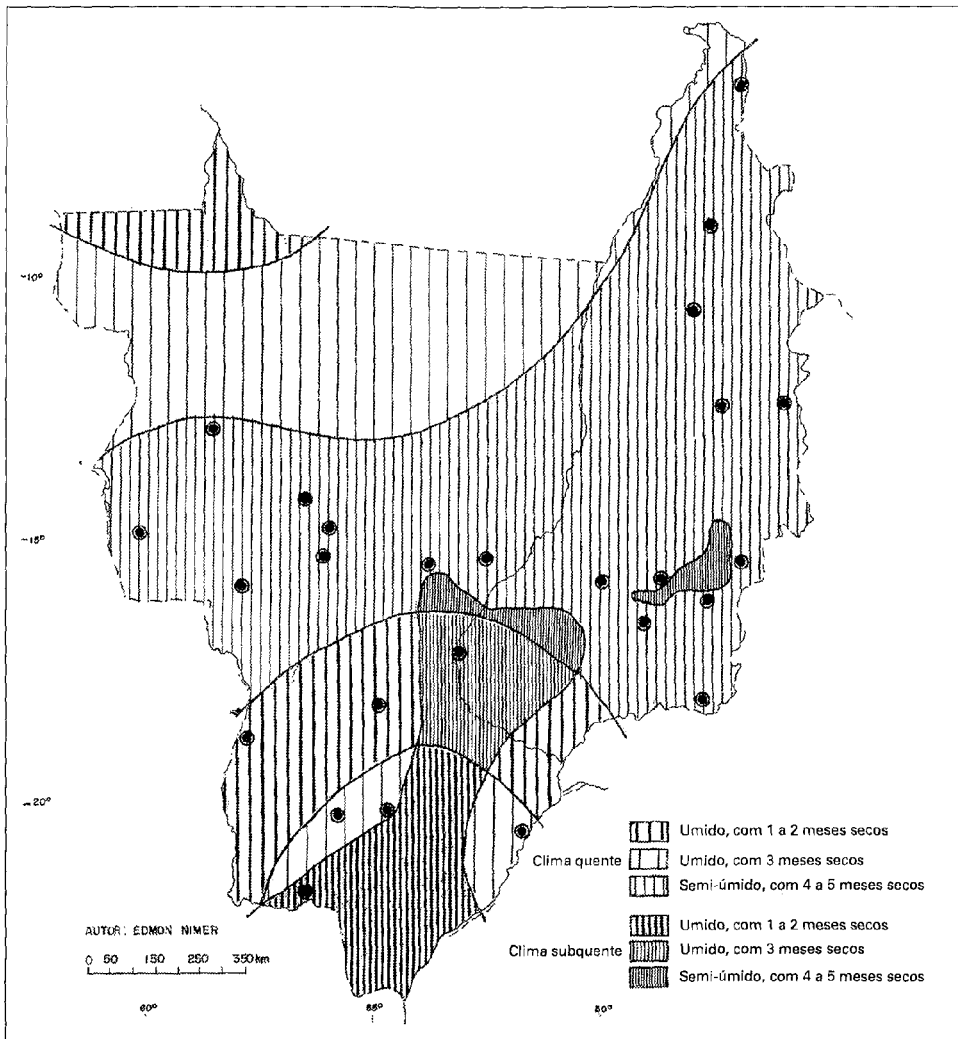 -10°
-15°
-20°
Clima quente
Umido, com 1 a 2 meses secos
Umido, com 3 meses secos
Semi-úmido, com 4 a 5 meses secos
Clima subquente
Umido, com 1 a 2 meses secos
Umido, com 3 meses secos
Semi-úmido, com 4 a 5 meses secos
AUTOR: EDMON NIMER
0 50 150 250 350km
60° 55° 50°